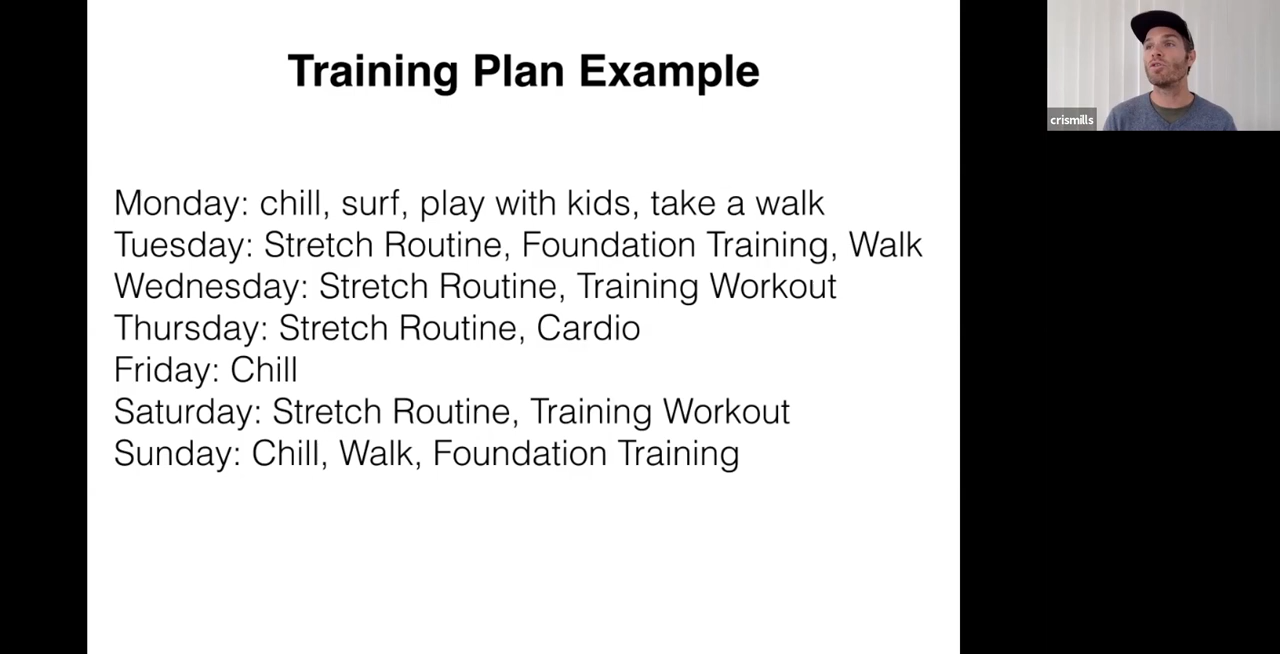 Training Plan Example
crismills
Monday: chill, surf, play with kids, take a walk
Tuesday: Stretch Routine, Foundation Training, Walk
Wednesday: Stretch Routine, Training Workout
Thursday: Stretch Routine, Cardio
Friday: Chill
Saturday: Stretch Routine, Training Workout
Sunday: Chill, Walk, Foundation Training